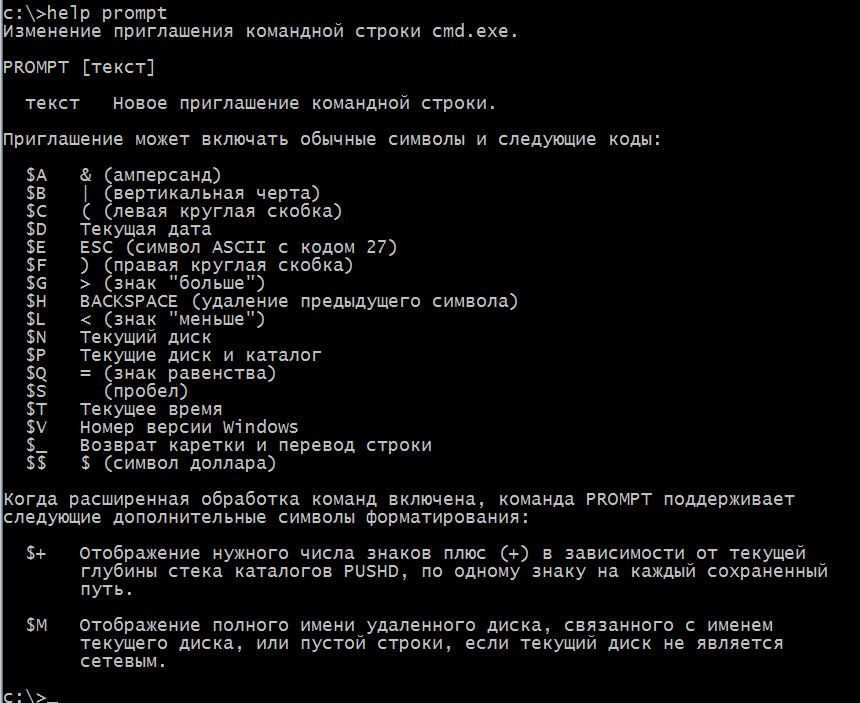 c:\>help prompt
Изменение приглашения командной строки cmd.exe.
PROMPT [текст]
текст Новое приглашение командной строки.
Приглашение может включать обычные символы и следующие коды:
$A & (амперсанд)
$B | (вертикальная черта)
$C ( (левая круглая скобка)
$D Текущая дата
$E ESC (символ ASCII с кодом 27)
$F ) (правая круглая скобка)
$G > (знак "больше")
$H BACKSPACE (удаление предыдущего символа)
$L < (знак "меньше")
$N Текущий диск
$P Текущие диск и каталог
$Q = (знак равенства)
$S (пробел)
$T Текущее время
$V Номер версии Windows
$_ Возврат каретки и перевод строки
$$ $ (символ доллара)
Когда расширенная обработка команд включена, команда PROMPT поддерживает
следующие дополнительные символы форматирования:
$+ Отображение нужного числа знаков плюс (+) в зависимости от текущей
глубины стека каталогов PUSHD, по одному знаку на каждый сохраненный
путь.
$M Отображение полного имени удаленного диска, связанного с именем
текущего диска, или пустой строки, если текущий диск не является
сетевым.
c:\>_